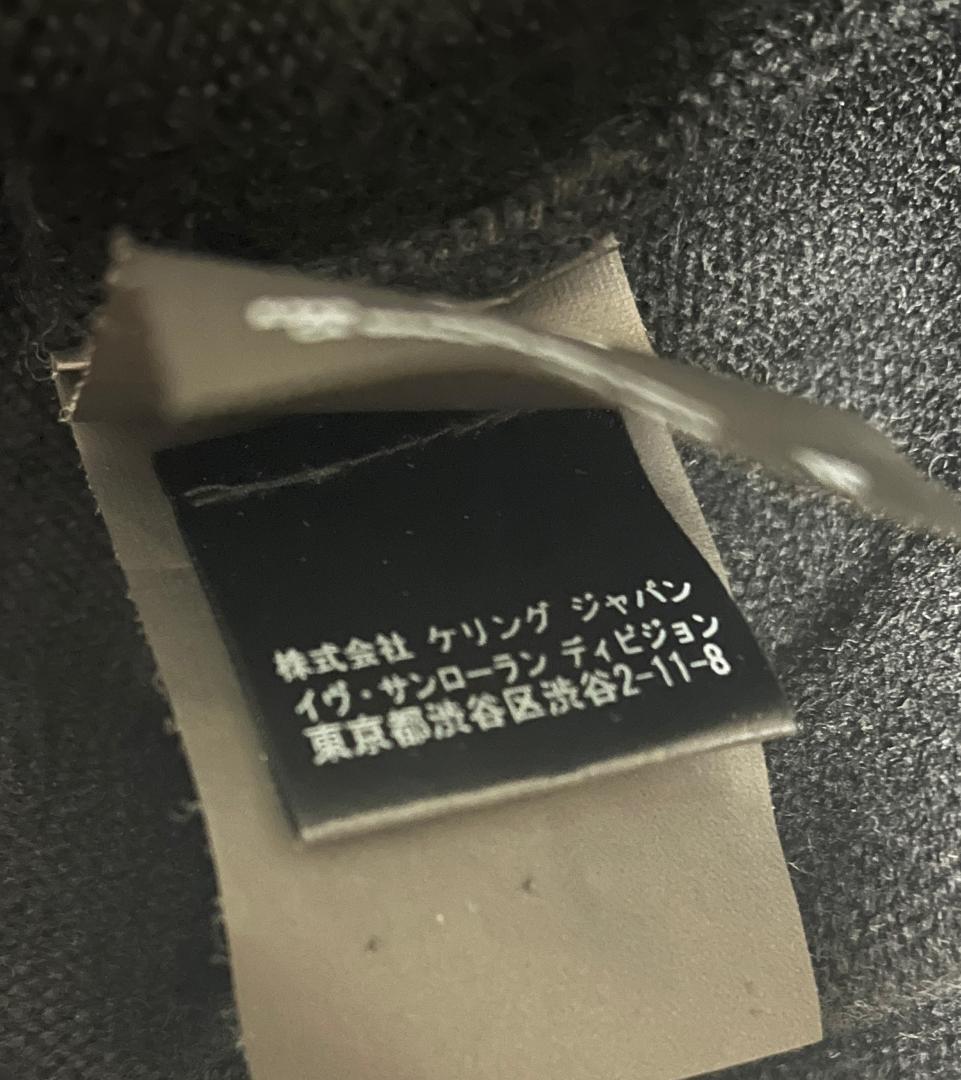 株式会社 ケリング ジャパン
イヴ・サンローラン ディビジョン
東京都渋谷区渋谷2-11-8